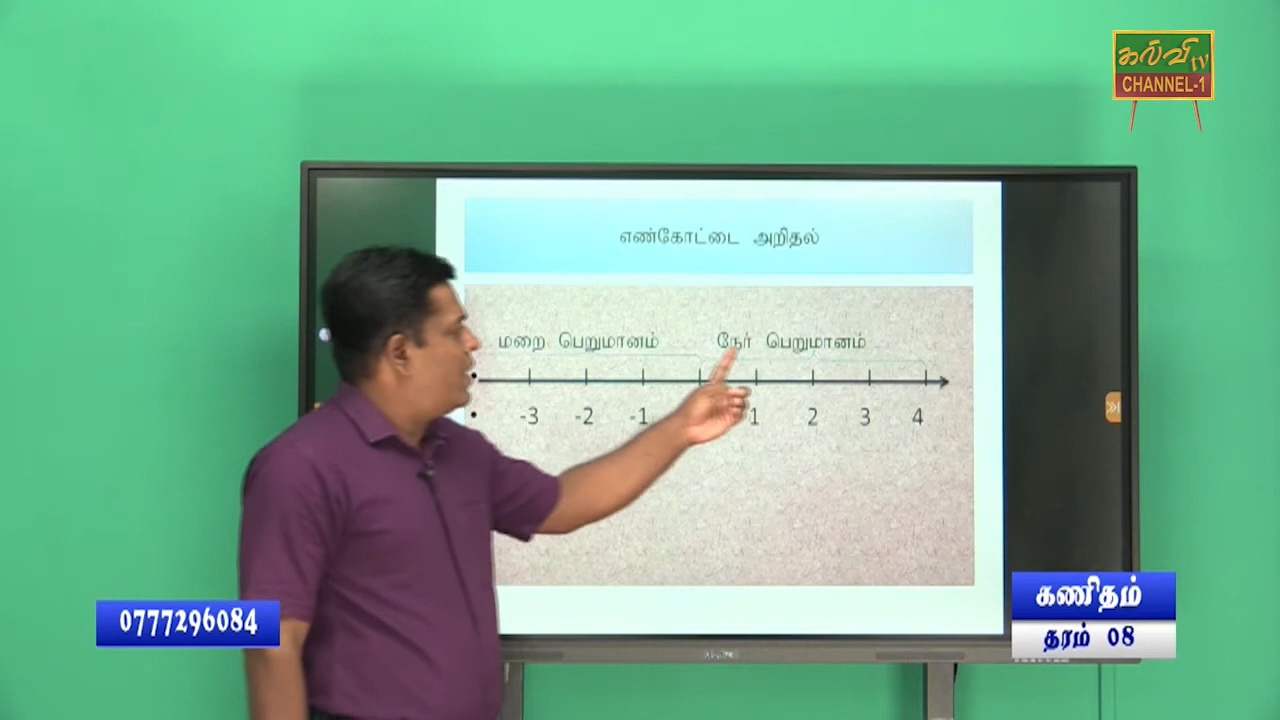 கல்வி tv
CHANNEL-1
எண்கோட்டை அறிதல்
மறை பெறுமானம் நேர் பெறுமானம்
-3 -2 -1 1 2 3 4
0777296084
கணிதம்
தரம் 08